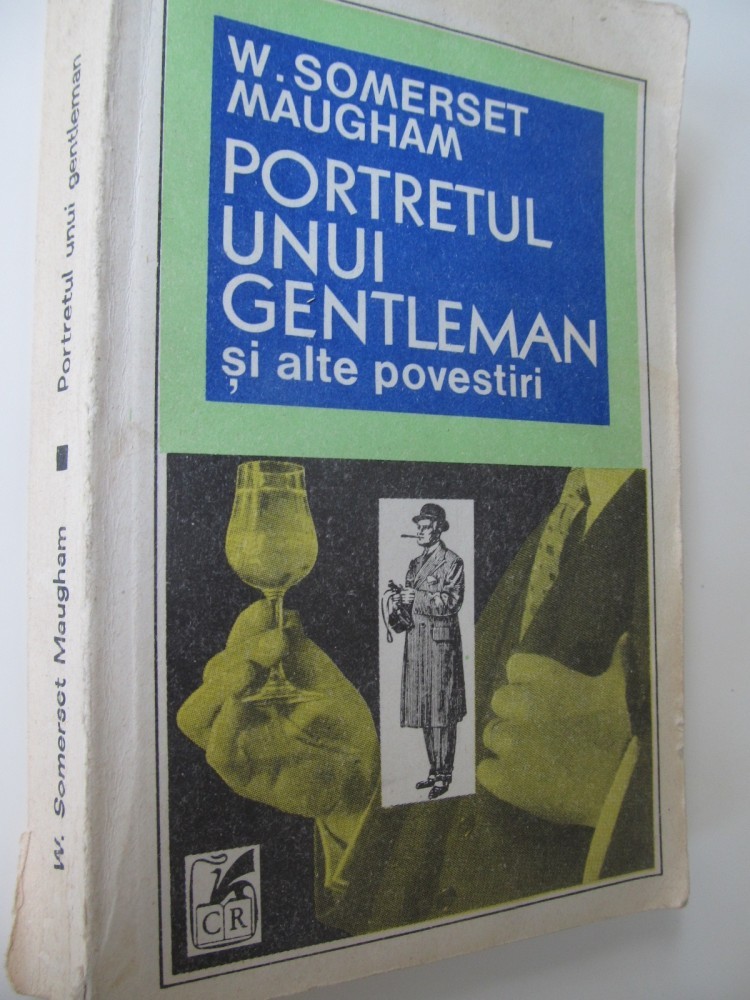 W. SOMERSET
MAUGHAM
PORTRETUL
UNUI
GENTLEMAN
și alte povestiri
CR
W. Somerset Maugham ■ Portretul unui gentleman